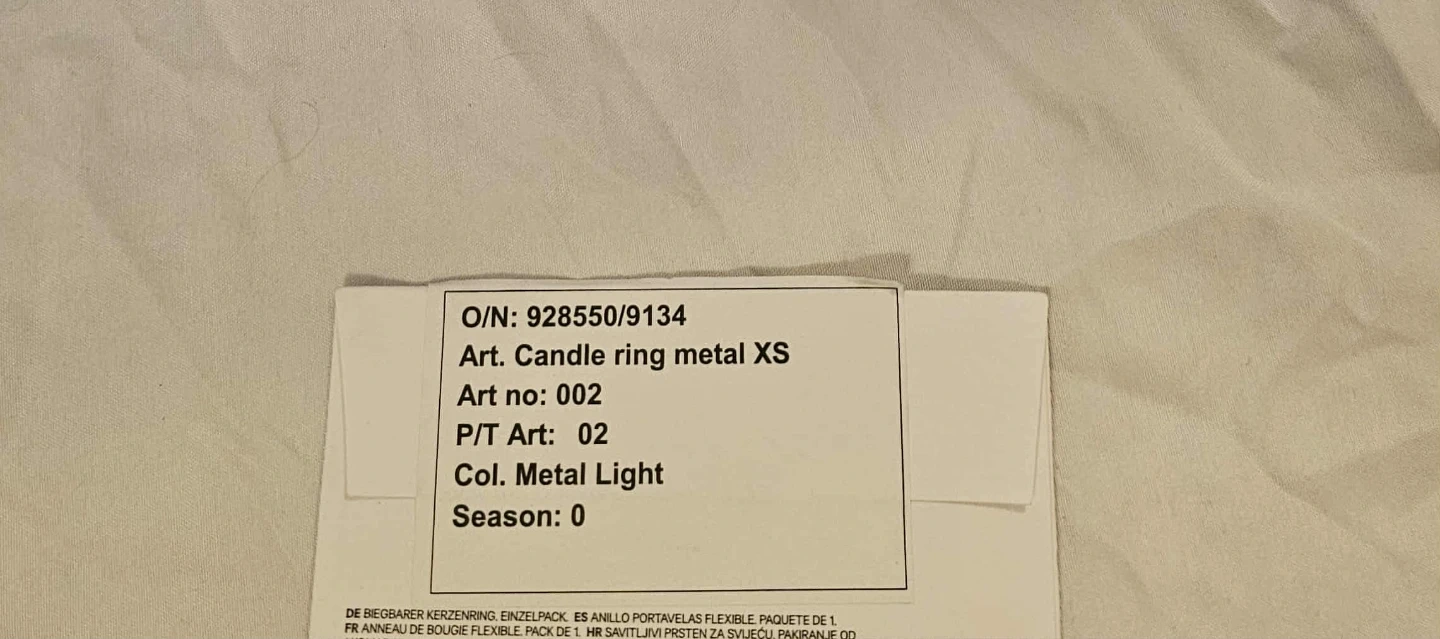 O/N: 928550/9134
Art. Candle ring metal XS
Art no: 002
P/T Art: 02
Col. Metal Light
Season: 0
DE BIEGBARER KERZENRING. EINZELPACK. ES ANILLO PORTAVELAS FLEXIBLE. PAQUETE DE 1.
FR ANNEAU DE BOUGIE FLEXIBLE. PACK DE 1. HR SAVITLJIVI PRSTEN ZA SVIJEĆU. PAKIRANJE OD